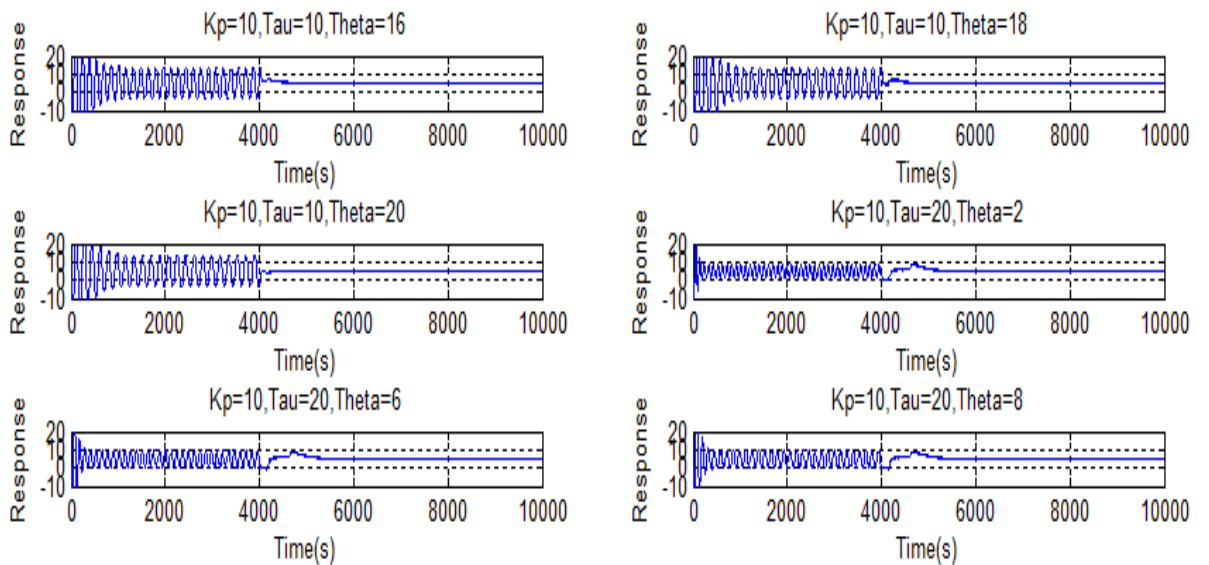 Kp=10,Tau=10,Theta=16
Response
20
10
0
-10
0 2000 4000 6000 8000 10000
Time(s)
Kp=10,Tau=10,Theta=18
Response
20
10
0
-10
0 2000 4000 6000 8000 10000
Time(s)
Kp=10,Tau=10,Theta=20
Response
20
10
0
-10
0 2000 4000 6000 8000 10000
Time(s)
Kp=10,Tau=20,Theta=2
Response
20
10
0
-10
0 2000 4000 6000 8000 10000
Time(s)
Kp=10,Tau=20,Theta=6
Response
20
10
0
-10
0 2000 4000 6000 8000 10000
Time(s)
Kp=10,Tau=20,Theta=8
Response
20
10
0
-10
0 2000 4000 6000 8000 10000
Time(s)